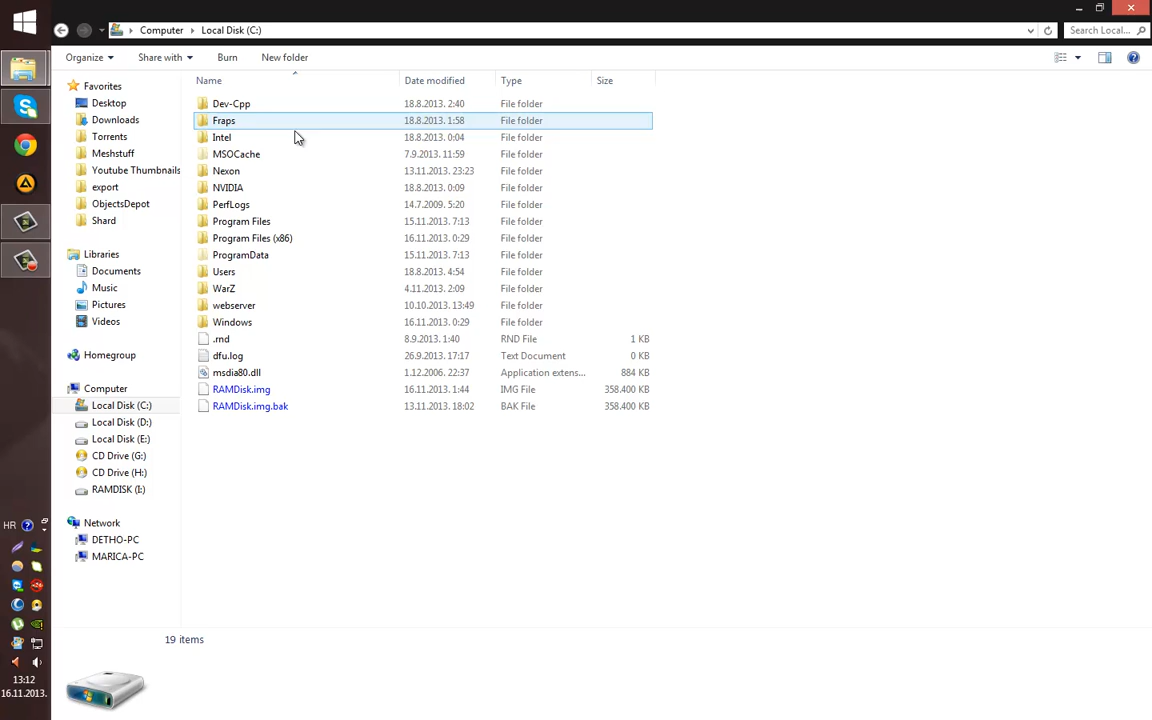 Computer Local Disk (C:) Search Local...
Organize Share with Burn New folder
Name Date modified Type Size
Favorites
Desktop
Downloads
Torrents
Meshstuff
Youtube Thumbnails
export
ObjectsDepot
Shard
Libraries
Documents
Music
Pictures
Videos
Homegroup
Computer
Local Disk (C:)
Local Disk (D:)
Local Disk (E:)
CD Drive (G:)
CD Drive (H:)
RAMDISK (I:)
Network
DETHO-PC
MARICA-PC
Dev-Cpp 18.8.2013. 2:40 File folder
Fraps 18.8.2013. 1:58 File folder
Intel 18.8.2013. 0:04 File folder
MSOCache 7.9.2013. 11:59 File folder
Nexon 13.11.2013. 23:23 File folder
NVIDIA 18.8.2013. 0:09 File folder
PerfLogs 14.7.2009. 5:20 File folder
Program Files 15.11.2013. 7:13 File folder
Program Files (x86) 16.11.2013. 0:29 File folder
ProgramData 15.11.2013. 7:13 File folder
Users 18.8.2013. 4:54 File folder
WarZ 4.11.2013. 2:09 File folder
webserver 10.10.2013. 13:49 File folder
Windows 16.11.2013. 0:29 File folder
.rnd 8.9.2013. 1:40 RND File 1 KB
dfu.log 26.9.2013. 17:17 Text Document 0 KB
msdia80.dll 1.12.2006. 22:37 Application extens... 884 KB
RAMDisk.img 16.11.2013. 1:44 IMG File 358.400 KB
RAMDisk.img.bak 13.11.2013. 18:02 BAK File 358.400 KB
19 items
HR
13:12
16.11.2013.